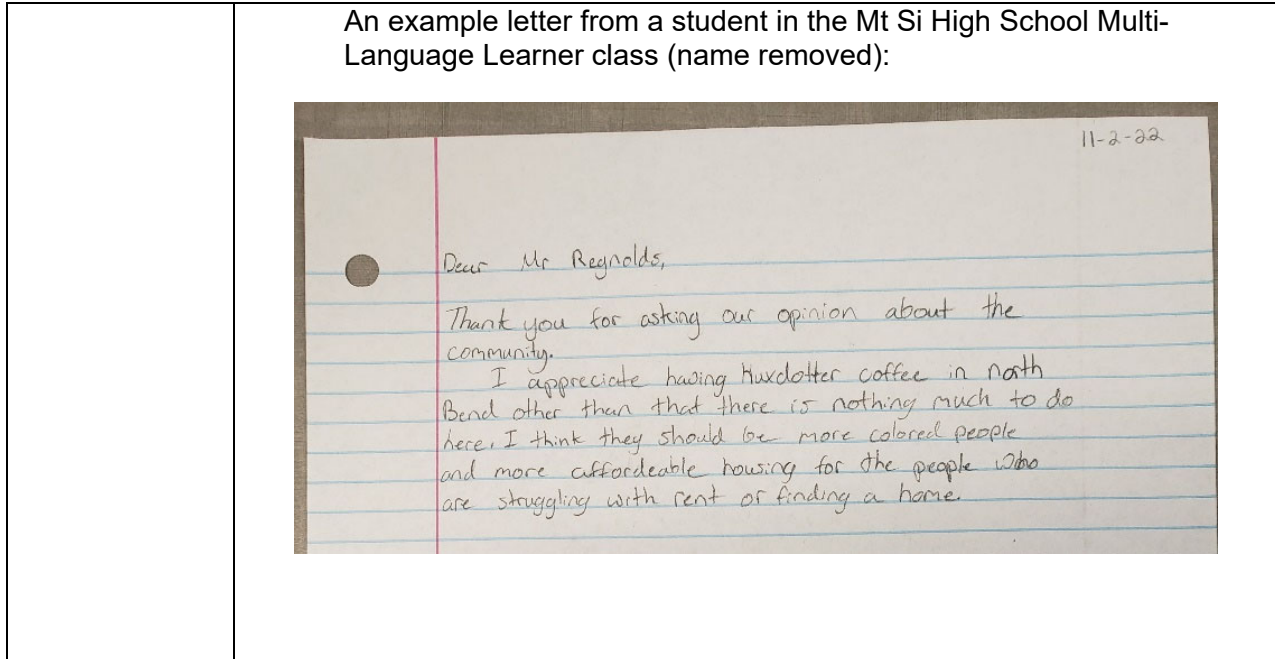 An example letter from a student in the Mt Si High School Multi-
Language Learner class (name removed):
11-2-22
Dear Mr Reynolds,
Thank you for asking our opinion about the
community.
I appreciate having Huxdotter coffee in north
Bend other than that there is nothing much to do
here. I think they should be more colored people
and more affordeable housing for the people who
are struggling with rent or finding a home.